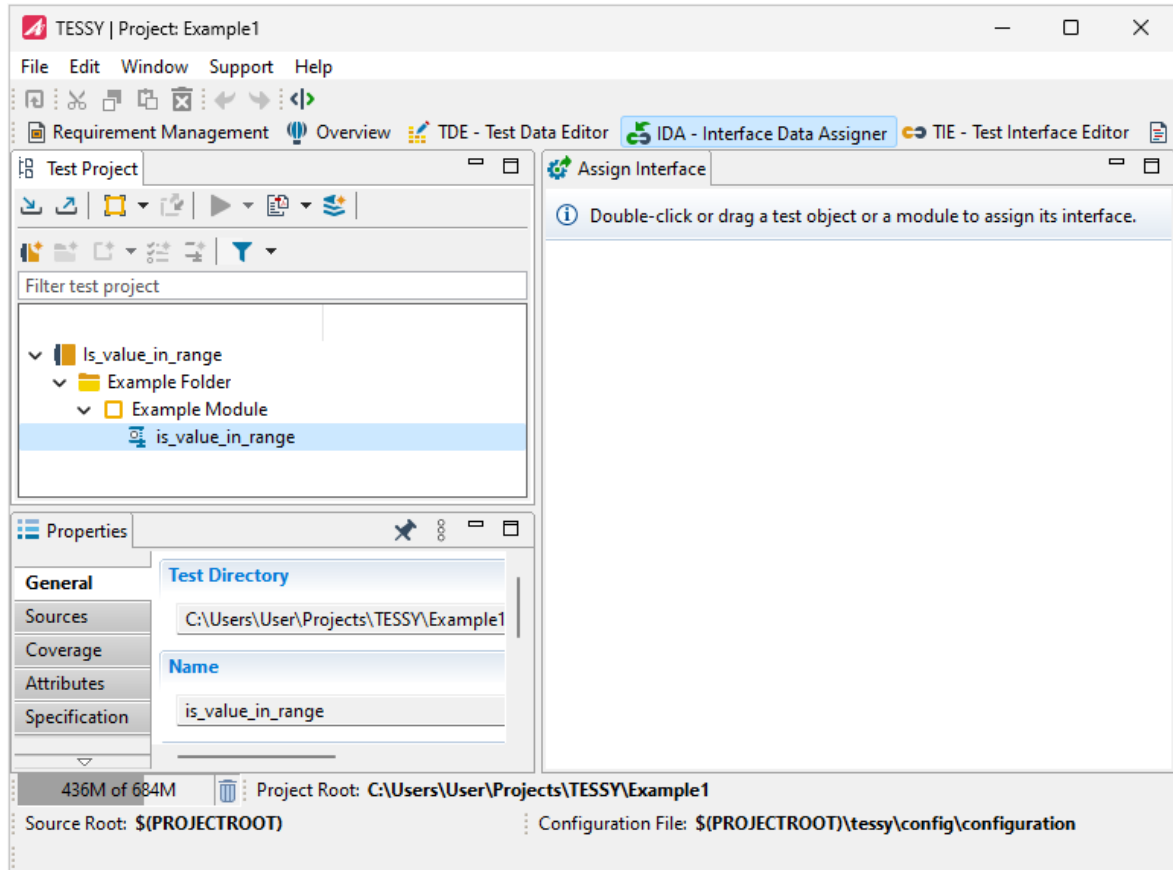 TESSY | Project: Example1
File Edit Window Support Help
Requirement Management Overview TDE - Test Data Editor IDA - Interface Data Assigner TIE - Test Interface Editor
Test Project
Filter test project
Is_value_in_range
Example Folder
Example Module
is_value_in_range
Assign Interface
Double-click or drag a test object or a module to assign its interface.
Properties
General
Sources
Coverage
Attributes
Specification
Test Directory
C:\Users\User\Projects\TESSY\Example1
Name
is_value_in_range
436M of 684M Project Root: C:\Users\User\Projects\TESSY\Example1
Source Root: $(PROJECTROOT) Configuration File: $(PROJECTROOT)\tessy\config\configuration